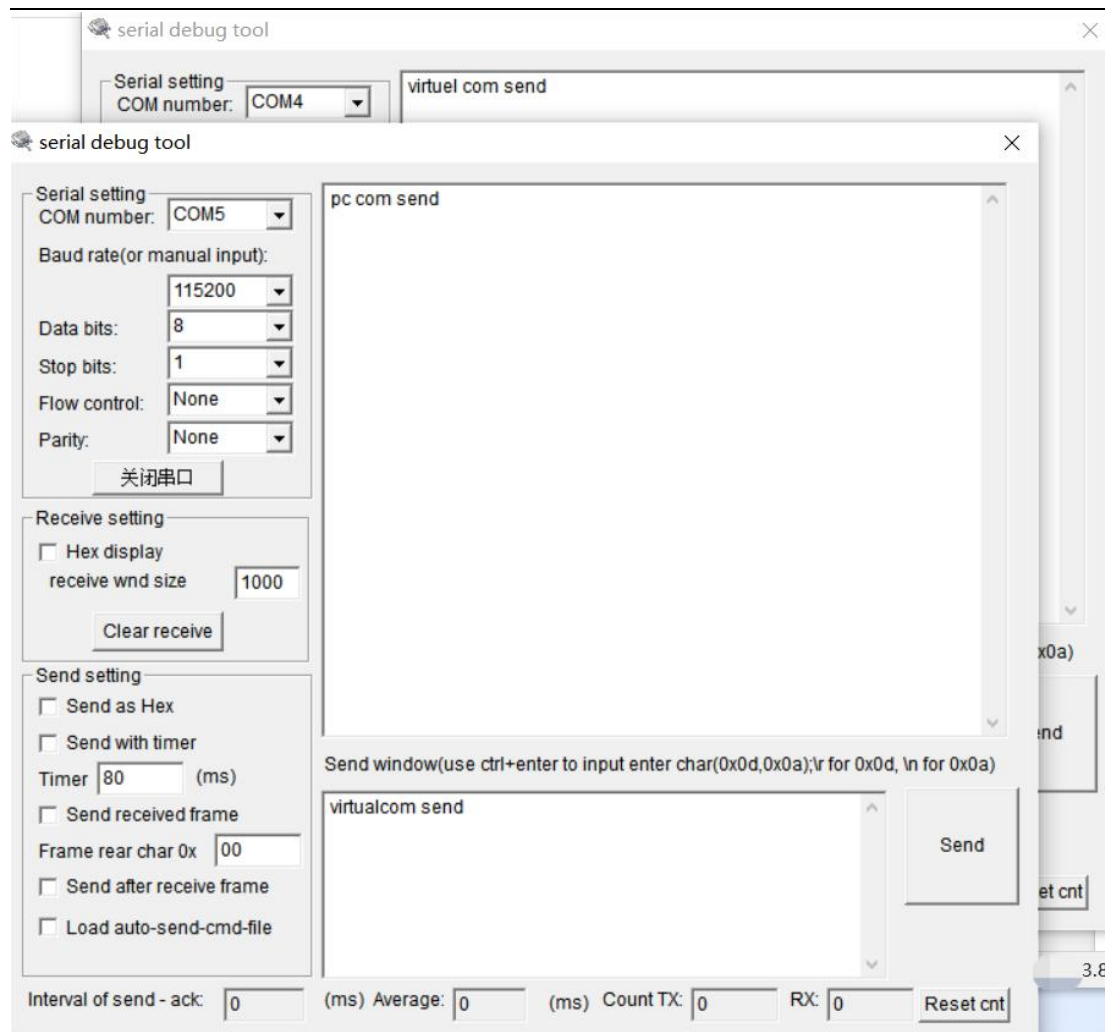 serial debug tool
Serial setting
COM number: COM4
virtuel com send
serial debug tool
Serial setting
COM number: COM5
Baud rate(or manual input):
115200
Data bits: 8
Stop bits: 1
Flow control: None
Parity: None
关闭串口
Receive setting
Hex display
receive wnd size 1000
Clear receive
Send setting
Send as Hex
Send with timer
Timer 80 (ms)
Send received frame
Frame rear char 0x 00
Send after receive frame
Load auto-send-cmd-file
pc com send
Send window(use ctrl+enter to input enter char(0x0d,0x0a);\r for 0x0d, \n for 0x0a)
virtualcom send
Send
Interval of send - ack: 0 (ms) Average: 0 (ms) Count TX: 0 RX: 0 Reset cnt
x0a)
end
et cnt
3.8